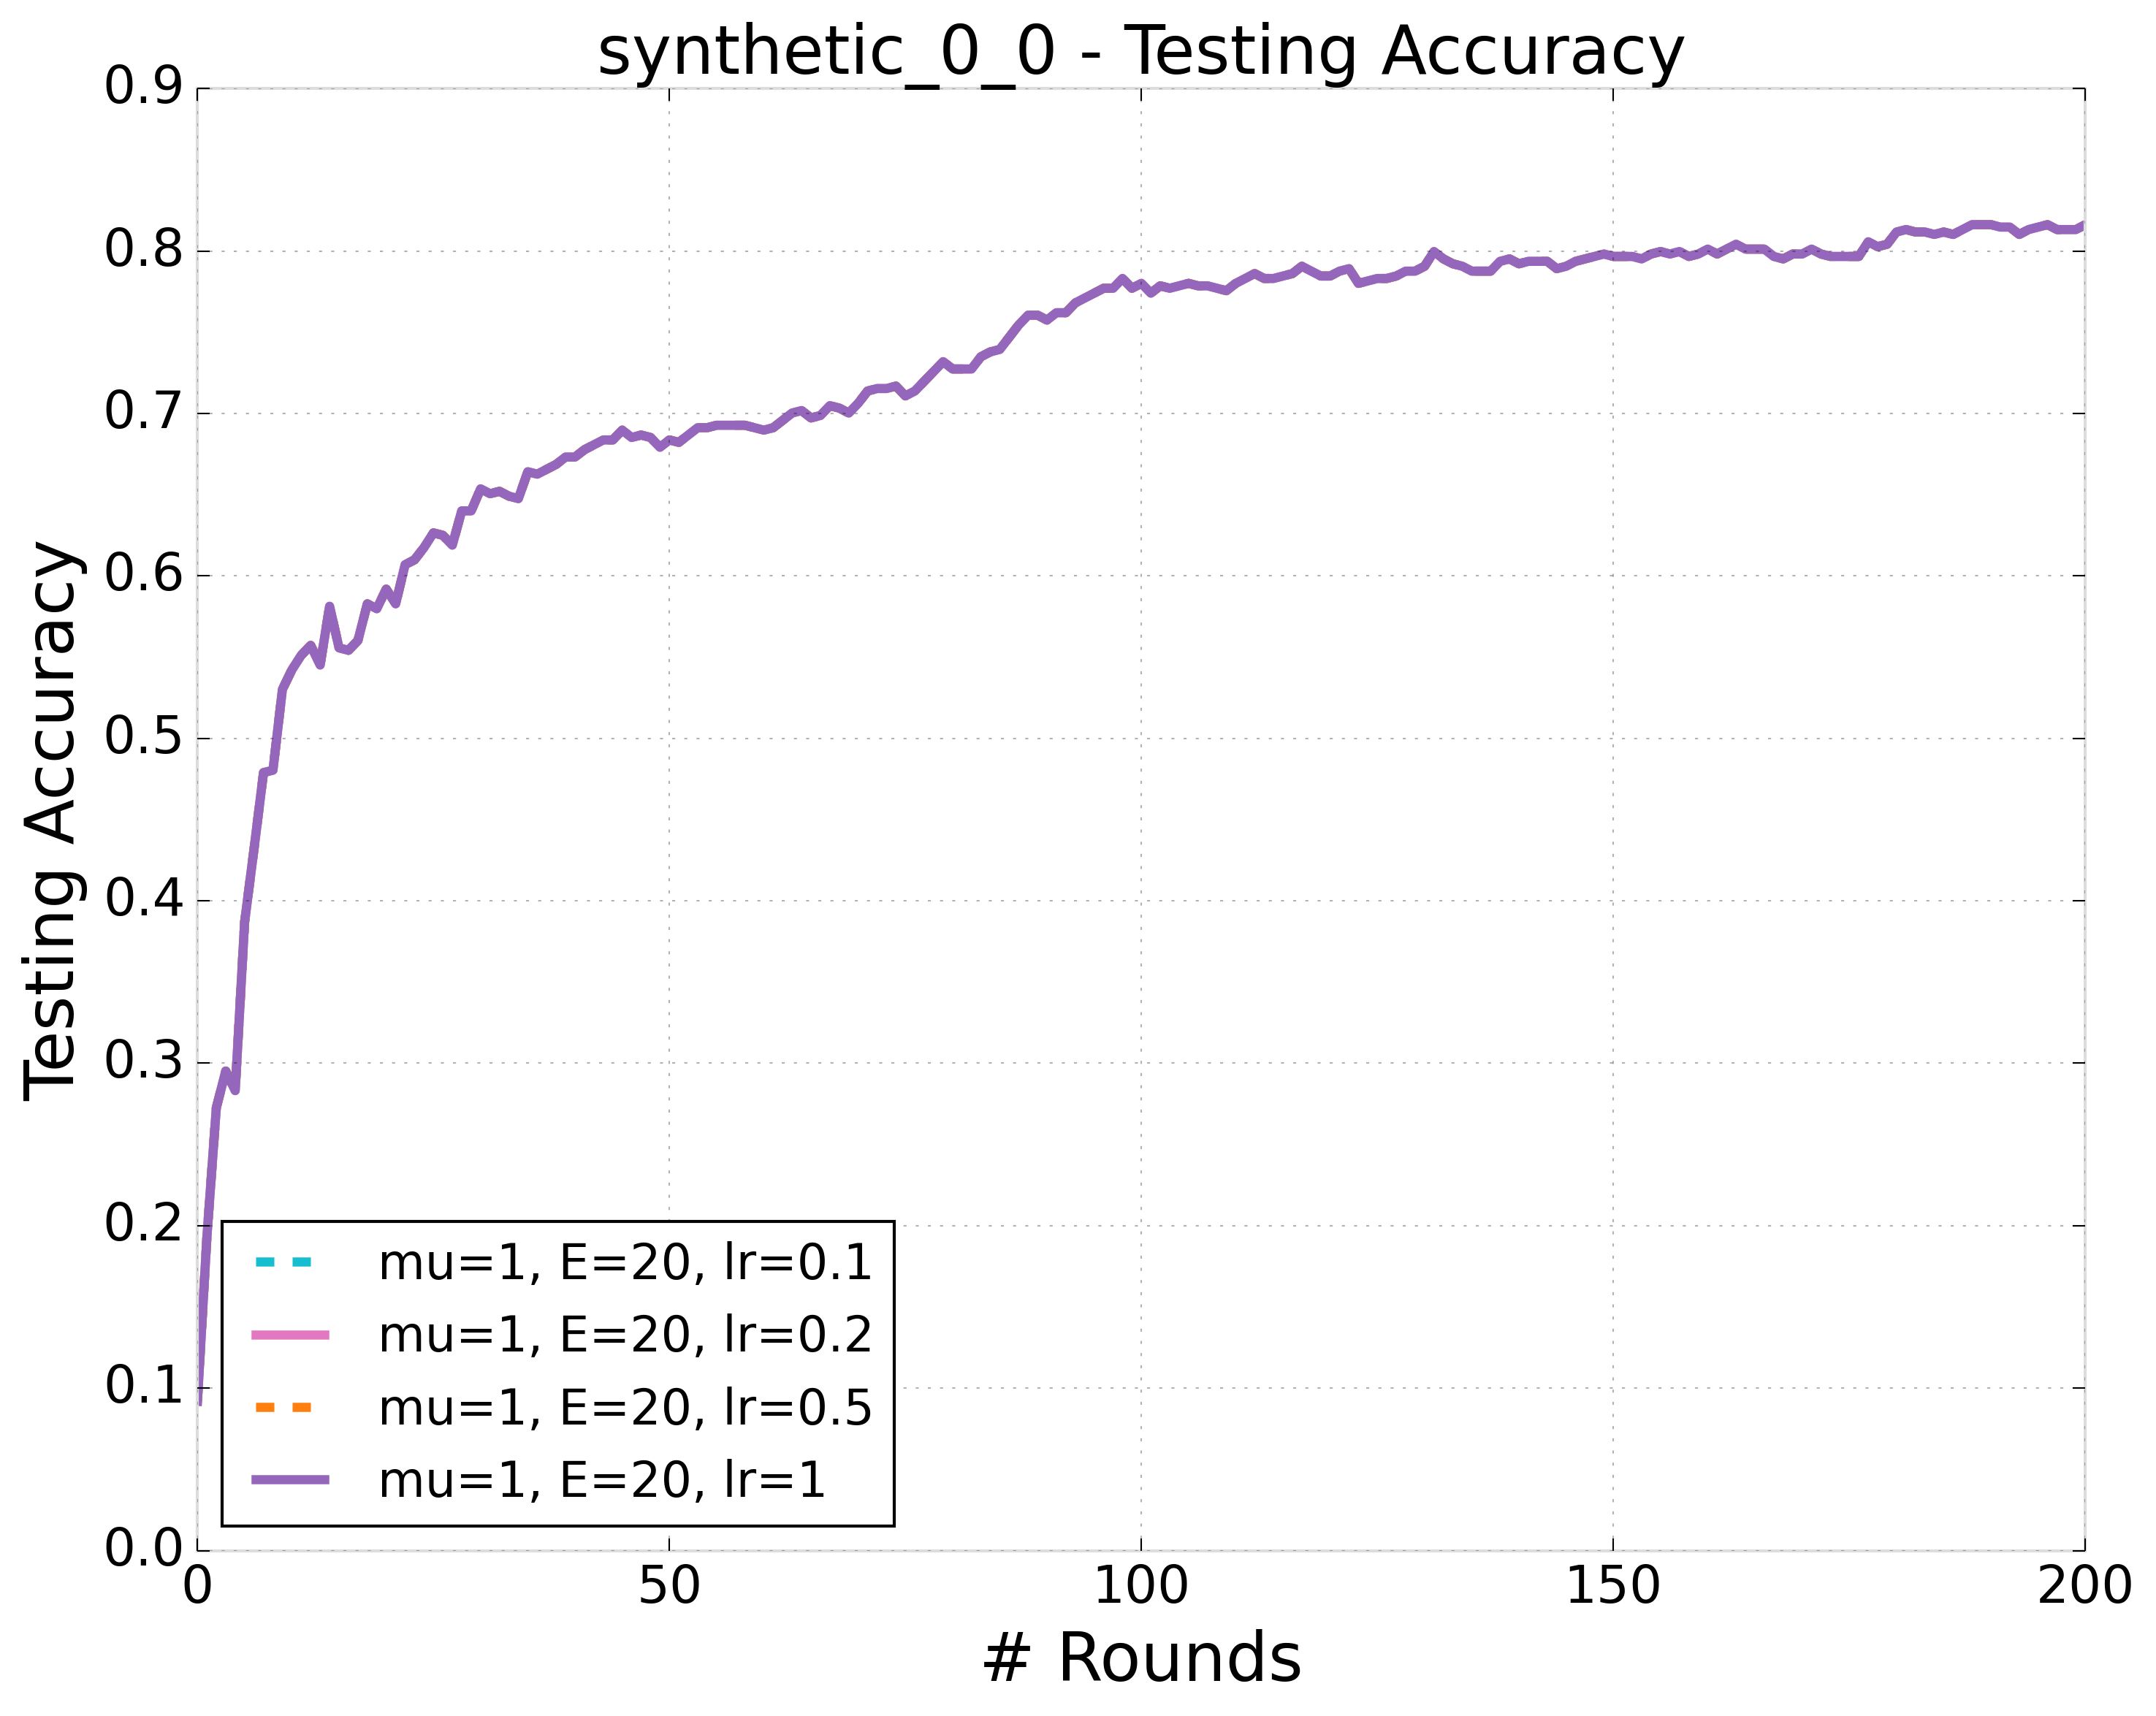 synthetic_0_0 - Testing Accuracy
Testing Accuracy
0.9
0.8
0.7
0.6
0.5
0.4
0.3
0.2
0.1
0.0
mu=1, E=20, lr=0.1
mu=1, E=20, lr=0.2
mu=1, E=20, lr=0.5
mu=1, E=20, lr=1
0 50 100 150 200
# Rounds